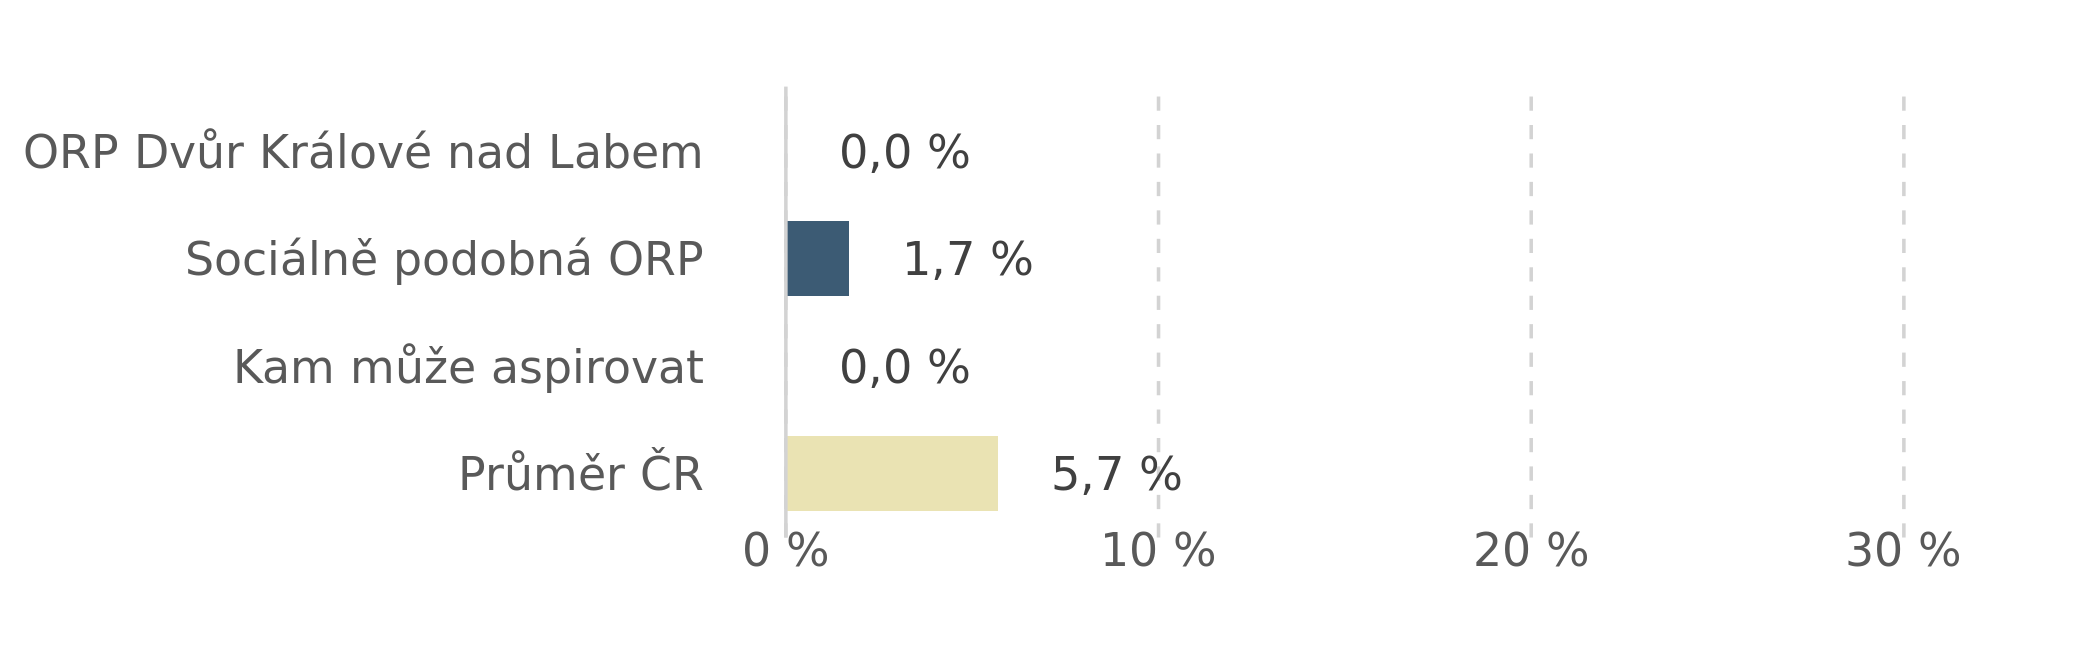 ORP Dvůr Králové nad Labem 0,0 %
Sociálně podobná ORP 1,7 %
Kam může aspirovat 0,0 %
Průměr ČR 5,7 %
0 % 10 % 20 % 30 %